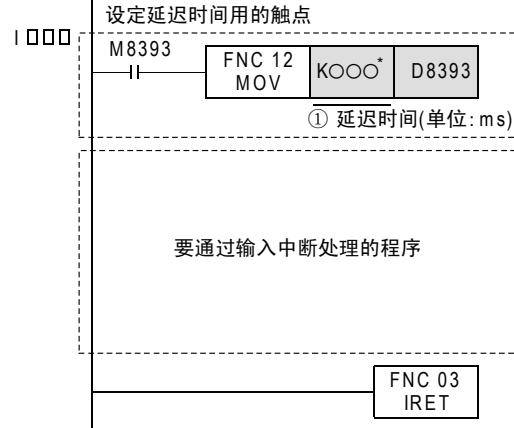 设定延迟时间用的触点
I□□□
M8393
FNC 12
MOV
K○○○*
D8393
① 延迟时间(单位:ms)
要通过输入中断处理的程序
FNC 03
IRET